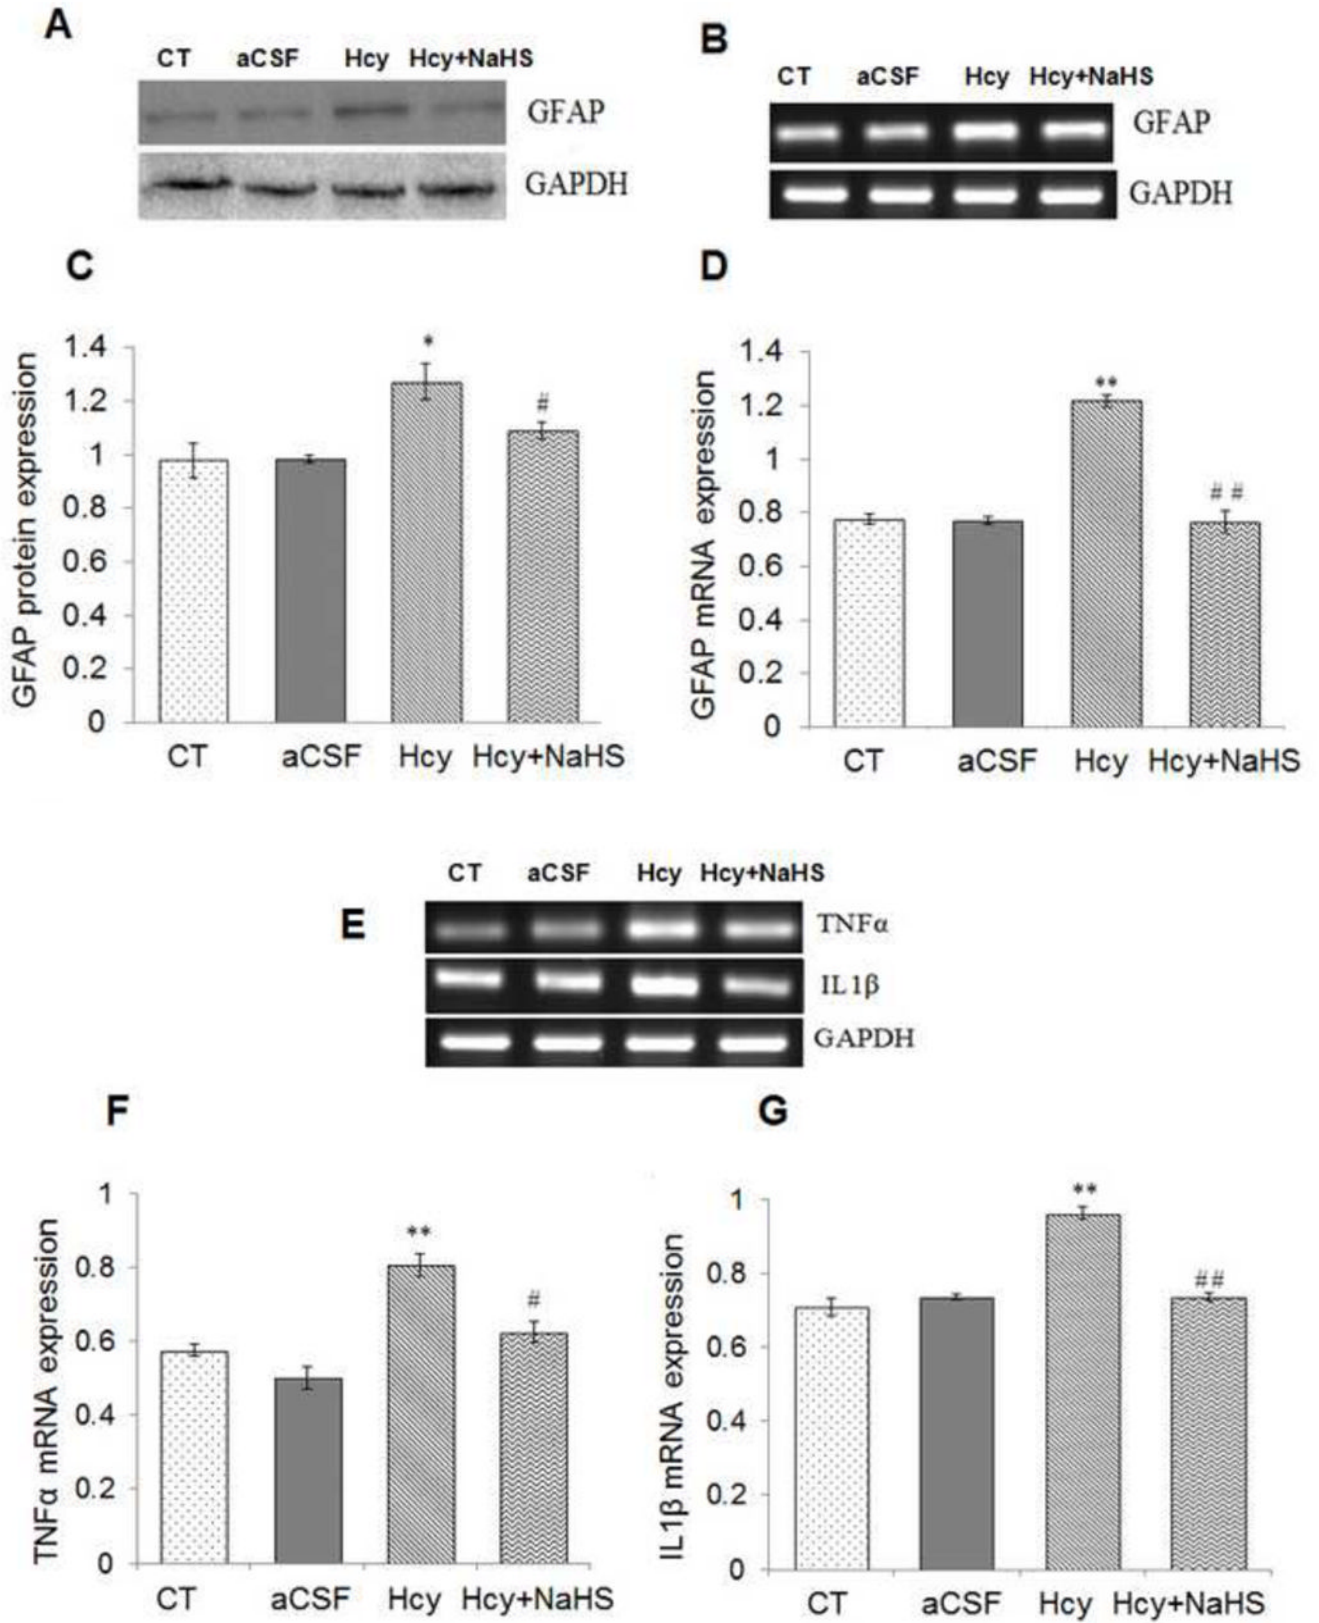 A
CT aCSF Hcy Hcy+NaHS
GFAP
GAPDH
B
CT aCSF Hcy Hcy+NaHS
GFAP
GAPDH
C
GFAP protein expression
1.4
1.2
1
0.8
0.6
0.4
0.2
0
*
#
CT aCSF Hcy Hcy+NaHS
D
GFAP mRNA expression
1.4
1.2
1
0.8
0.6
0.4
0.2
0
**
# #
CT aCSF Hcy Hcy+NaHS
E
CT aCSF Hcy Hcy+NaHS
TNFα
IL1β
GAPDH
F
TNFα mRNA expression
1
0.8
0.6
0.4
0.2
0
**
#
CT aCSF Hcy Hcy+NaHS
G
IL1β mRNA expression
1
0.8
0.6
0.4
0.2
0
**
##
CT aCSF Hcy Hcy+NaHS